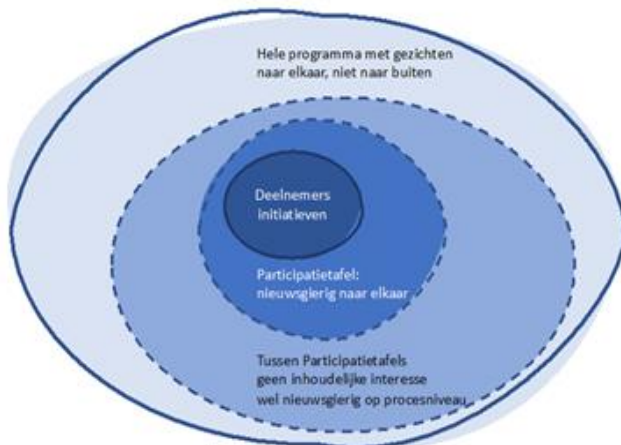 Hele programma met gezichten
naar elkaar, niet naar buiten
Deelnemers
initiatieven
Participatietafel:
nieuwsgierig naar elkaar
Tussen Participatietafels
geen inhoudelijke interesse
wel nieuwsgierig op procesniveau